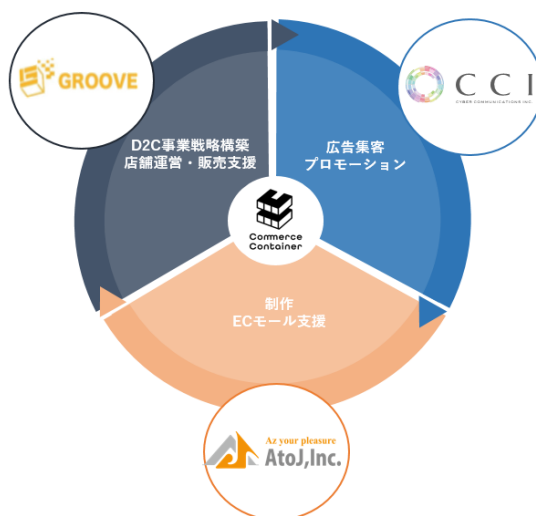 GROOVE
CCI
CYBER COMMUNICATIONS INC.
D2C事業戦略構築
店舗運営・販売支援
広告集客
プロモーション
Commerce
Container
制作
ECモール支援
Az your pleasure
AtoJ,Inc.